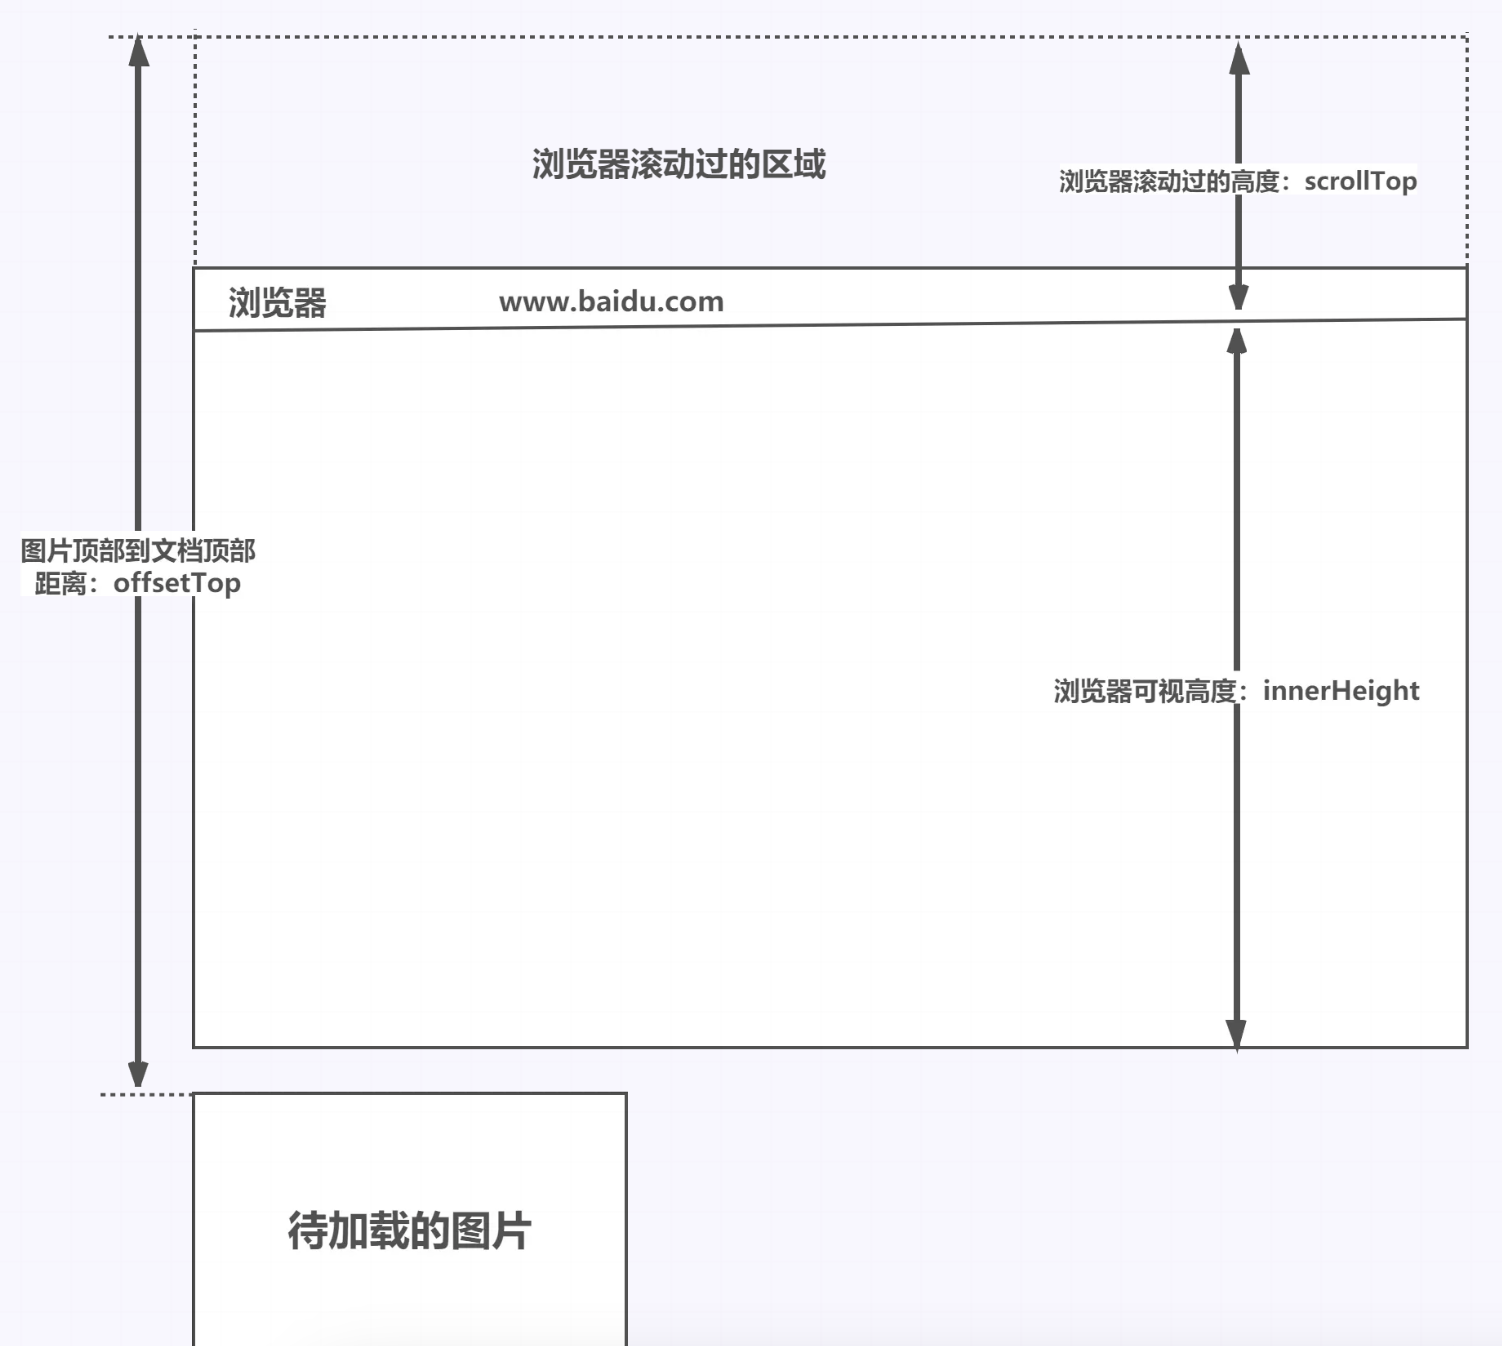 浏览器滚动过的区域
浏览器滚动过的高度：scrollTop
浏览器
www.baidu.com
图片顶部到文档顶部
距离：offsetTop
浏览器可视高度：innerHeight
待加载的图片